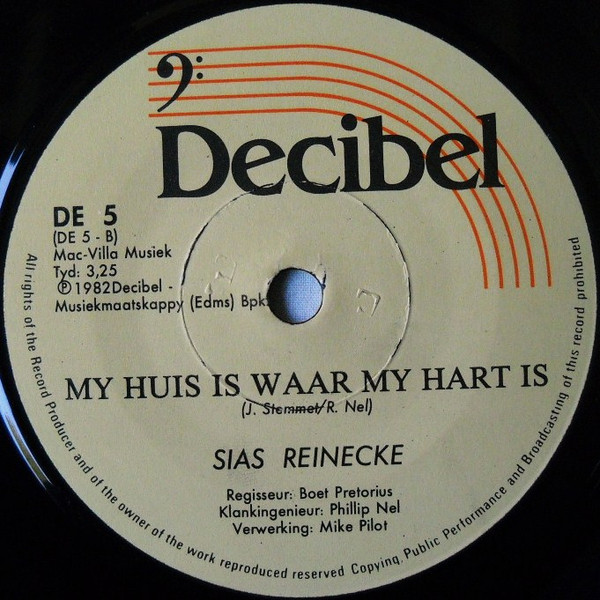 Decibel
DE 5
(DE 5 - B)
Mac-Villa Musiek
Tyd: 3,25
℗1982Decibel -
Musiekmaatskappy (Edms) Bpk
MY HUIS IS WAAR MY HART IS
(J. Stemmet/R. Nel)
SIAS REINECKE
Regisseur: Boet Pretorius
Klankingenieur: Phillip Nel
Verwerking: Mike Pilot
All rights of the Record Producer and of the owner of the work reproduced reserved Copying, Public Performance and Broadcasting of this record prohibited